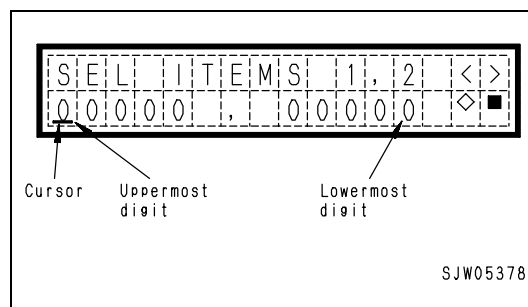 SEL ITEMS 1,2 <>
00000 , 00000 ◇■
Cursor Uppermost digit
Lowermost digit
SJW05378